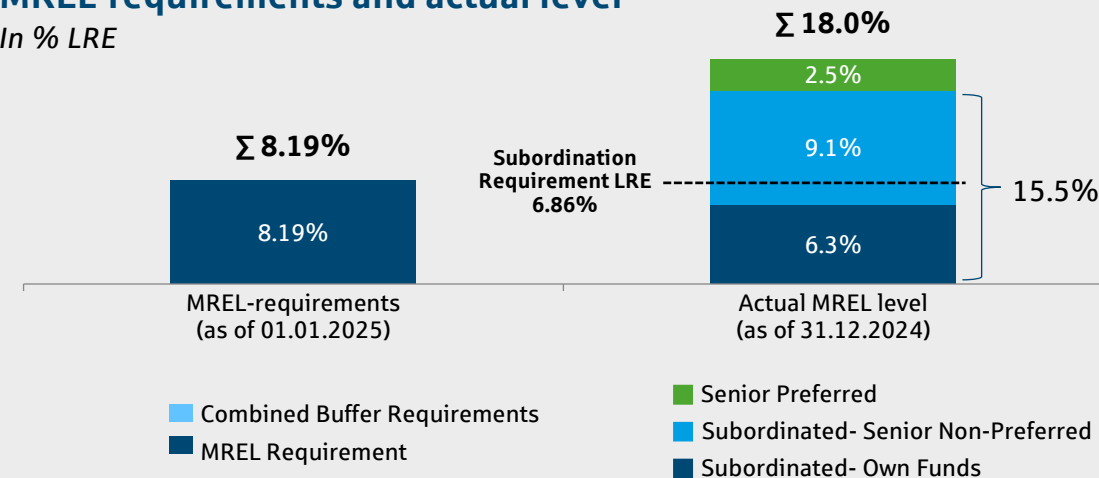 MREL requirements and actual level
In % LRE
∑ 18.0%
2.5%
∑ 8.19%
9.1%
Subordination
Requirement LRE
6.86%
15.5%
8.19%
6.3%
MREL-requirements
(as of 01.01.2025)
Actual MREL level
(as of 31.12.2024)
Combined Buffer Requirements
MREL Requirement
Senior Preferred
Subordinated- Senior Non-Preferred
Subordinated- Own Funds